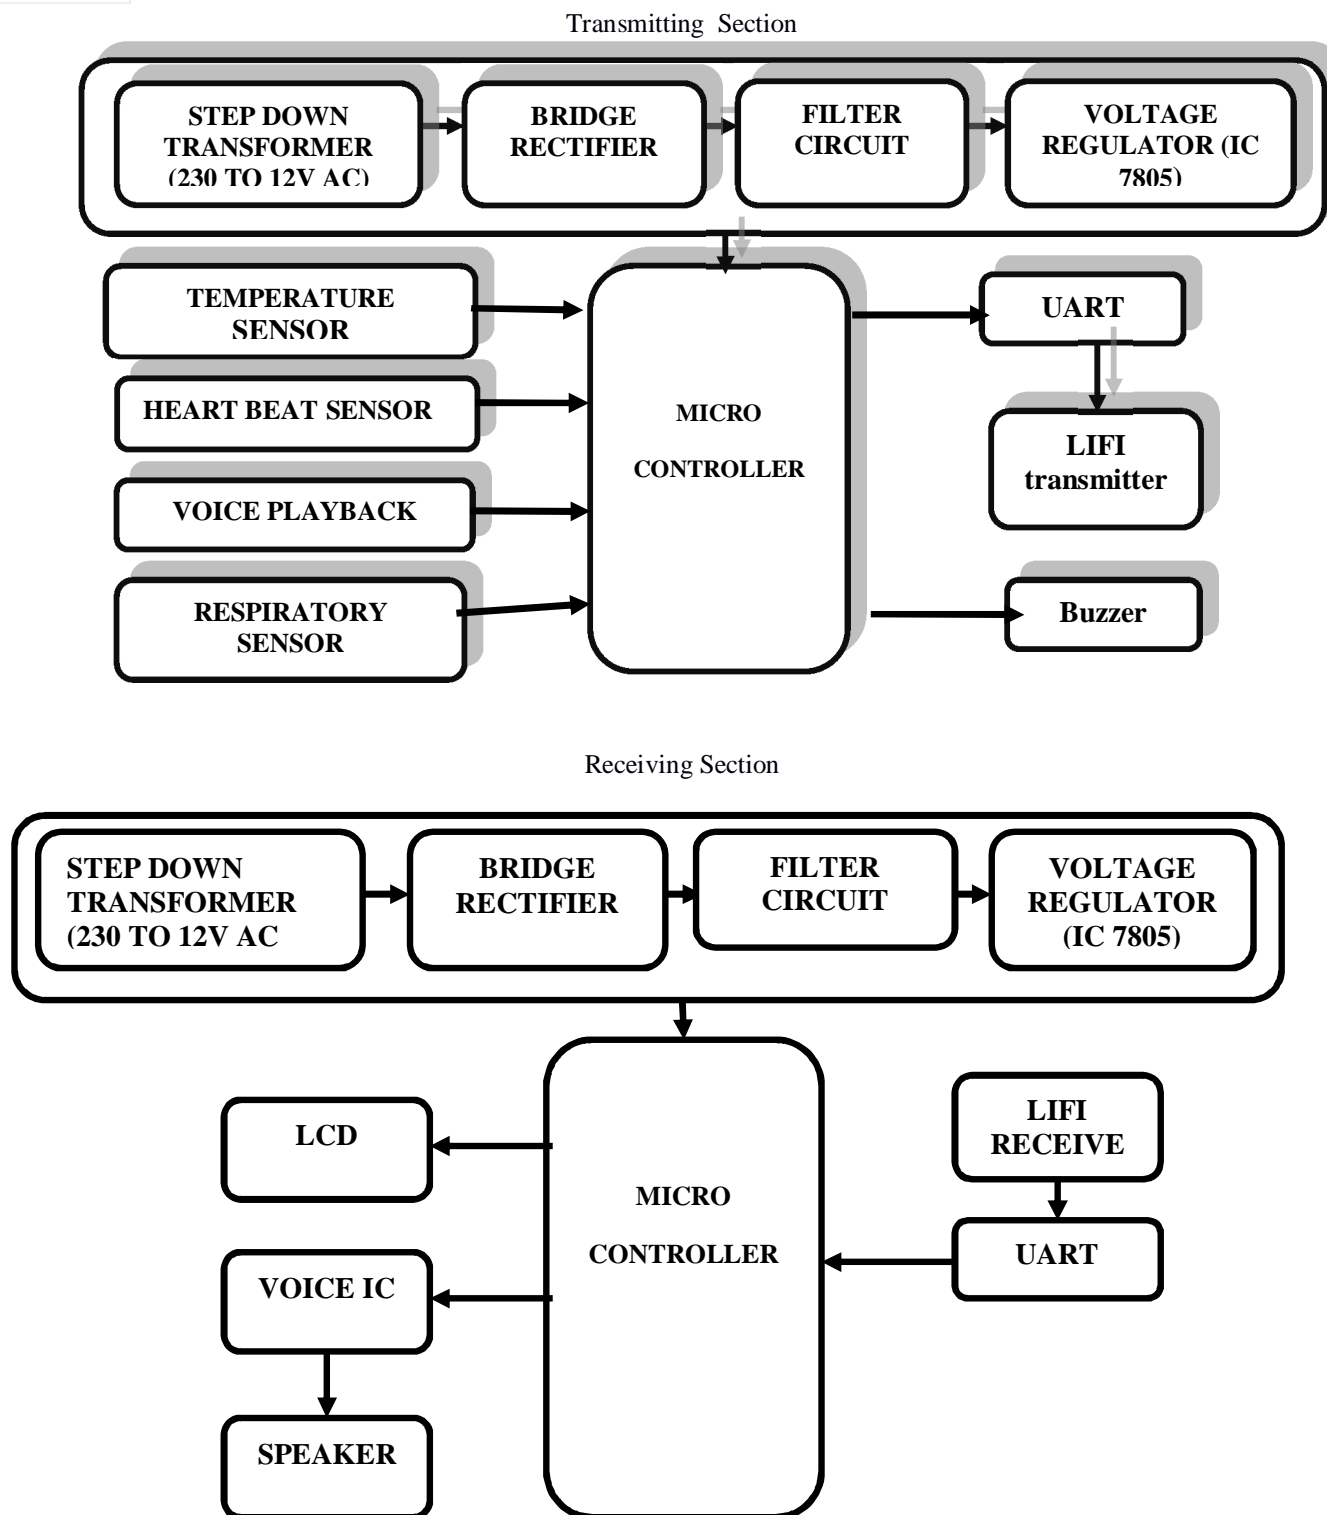 Transmitting Section
STEP DOWN
TRANSFORMER
(230 TO 12V AC)
BRIDGE
RECTIFIER
FILTER
CIRCUIT
VOLTAGE
REGULATOR (IC
7805)
TEMPERATURE
SENSOR
HEART BEAT SENSOR
VOICE PLAYBACK
RESPIRATORY
SENSOR
MICRO
CONTROLLER
UART
LIFI
transmitter
Buzzer
Receiving Section
STEP DOWN
TRANSFORMER
(230 TO 12V AC
BRIDGE
RECTIFIER
FILTER
CIRCUIT
VOLTAGE
REGULATOR
(IC 7805)
LCD
VOICE IC
SPEAKER
MICRO
CONTROLLER
LIFI
RECEIVE
UART